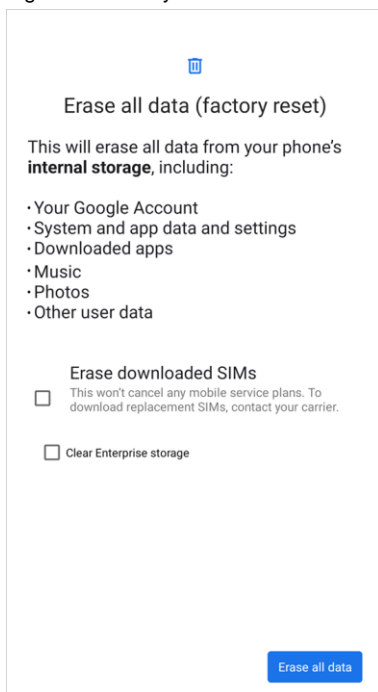 Erase all data (factory reset)
This will erase all data from your phone's
internal storage, including:
· Your Google Account
· System and app data and settings
· Downloaded apps
· Music
· Photos
· Other user data
Erase downloaded SIMs
This won't cancel any mobile service plans. To
download replacement SIMs, contact your carrier.
Clear Enterprise storage
Erase all data